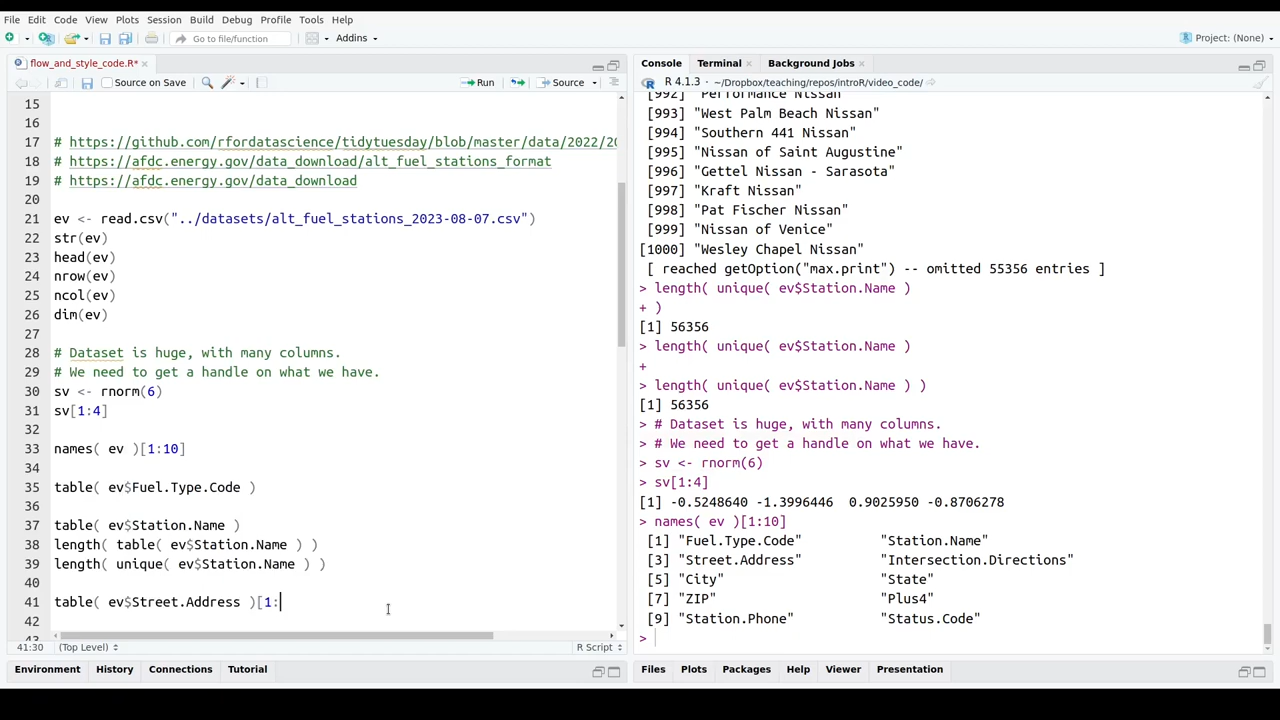 File Edit Code View Plots Session Build Debug Profile Tools Help
Go to file/function Addins Project: (None)
flow_and_style_code.R*
Source on Save Run Source
15
16
17 # https://github.com/rfordatascience/tidytuesday/blob/master/data/2022/20
18 # https://afdc.energy.gov/data_download/alt_fuel_stations_format
19 # https://afdc.energy.gov/data_download
20
21 ev <- read.csv("../datasets/alt_fuel_stations_2023-08-07.csv")
22 str(ev)
23 head(ev)
24 nrow(ev)
25 ncol(ev)
26 dim(ev)
27
28 # Dataset is huge, with many columns.
29 # We need to get a handle on what we have.
30 sv <- rnorm(6)
31 sv[1:4]
32
33 names( ev )[1:10]
34
35 table( ev$Fuel.Type.Code )
36
37 table( ev$Station.Name )
38 length( table( ev$Station.Name ) )
39 length( unique( ev$Station.Name ) )
40
41 table( ev$Street.Address )[1:
42
43
41:30 (Top Level) R Script
Environment History Connections Tutorial
Console Terminal Background Jobs
R 4.1.3 · ~/Dropbox/teaching/repos/introR/video_code/
[992] "Performance Nissan"
[993] "West Palm Beach Nissan"
[994] "Southern 441 Nissan"
[995] "Nissan of Saint Augustine"
[996] "Gettel Nissan - Sarasota"
[997] "Kraft Nissan"
[998] "Pat Fischer Nissan"
[999] "Nissan of Venice"
[1000] "Wesley Chapel Nissan"
[ reached getOption("max.print") -- omitted 55356 entries ]
> length( unique( ev$Station.Name )
+ )
[1] 56356
> length( unique( ev$Station.Name )
+
> length( unique( ev$Station.Name ) )
[1] 56356
> # Dataset is huge, with many columns.
> # We need to get a handle on what we have.
> sv <- rnorm(6)
> sv[1:4]
[1] -0.5248640 -1.3996446 0.9025950 -0.8706278
> names( ev )[1:10]
[1] "Fuel.Type.Code" "Station.Name"
[3] "Street.Address" "Intersection.Directions"
[5] "City" "State"
[7] "ZIP" "Plus4"
[9] "Station.Phone" "Status.Code"
>
Files Plots Packages Help Viewer Presentation